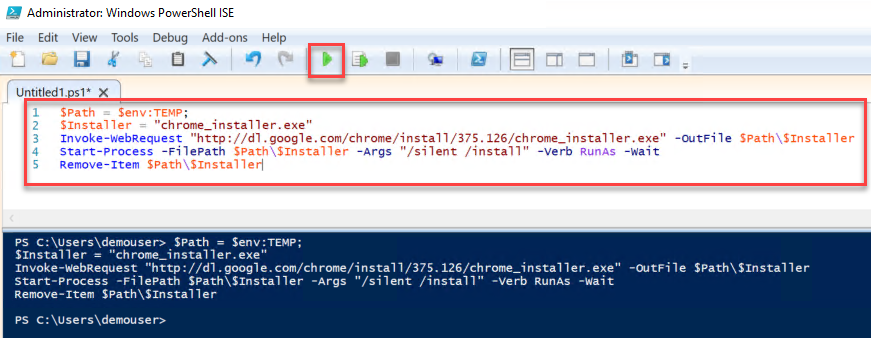 Administrator: Windows PowerShell ISE
File Edit View Tools Debug Add-ons Help
Untitled1.ps1*
1 $Path = $env:TEMP;
2 $Installer = "chrome_installer.exe"
3 Invoke-WebRequest "http://dl.google.com/chrome/install/375.126/chrome_installer.exe" -OutFile $Path\$Installer
4 Start-Process -FilePath $Path\$Installer -Args "/silent /install" -Verb RunAs -Wait
5 Remove-Item $Path\$Installer
PS C:\Users\demouser> $Path = $env:TEMP;
$Installer = "chrome_installer.exe"
Invoke-WebRequest "http://dl.google.com/chrome/install/375.126/chrome_installer.exe" -OutFile $Path\$Installer
Start-Process -FilePath $Path\$Installer -Args "/silent /install" -Verb RunAs -Wait
Remove-Item $Path\$Installer
PS C:\Users\demouser>